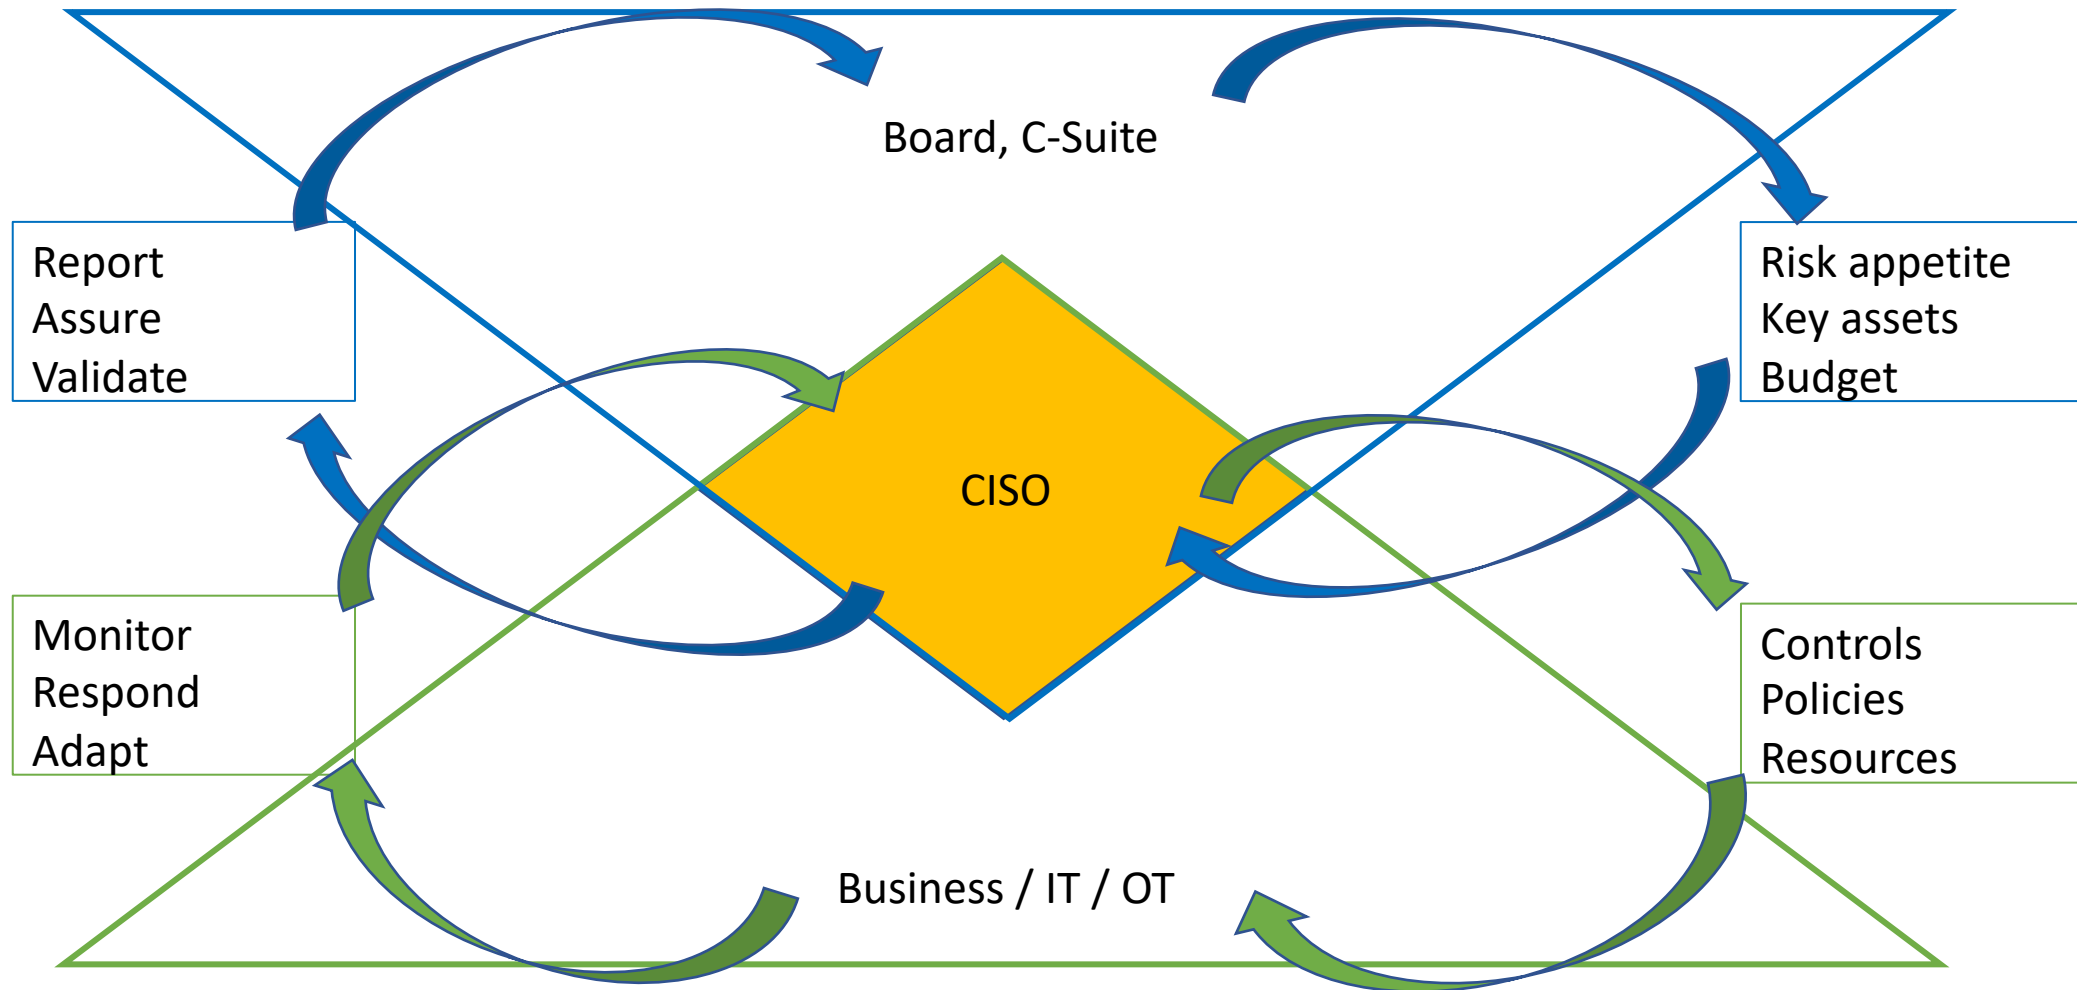 Board, C-Suite
Report
Assure
Validate
Risk appetite
Key assets
Budget
CISO
Monitor
Respond
Adapt
Controls
Policies
Resources
Business / IT / OT